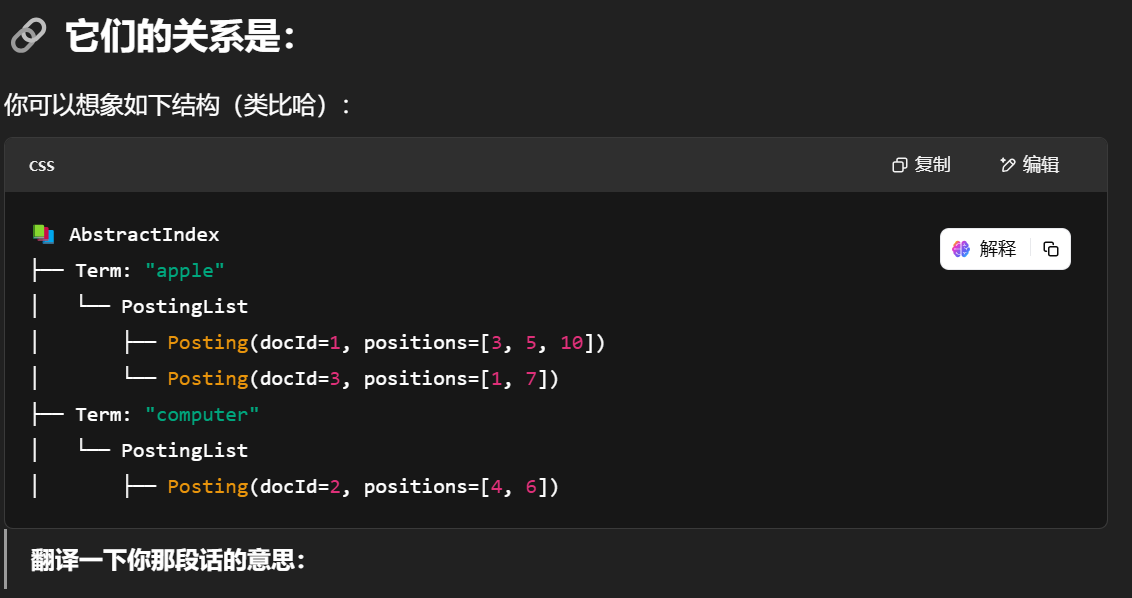 🔗 它们的关系是：
你可以想象如下结构（类比哈）：
css 复制 编辑
📚 AbstractIndex
├── Term: "apple"
│   └── PostingList
│       ├── Posting(docId=1, positions=[3, 5, 10])
│       └── Posting(docId=3, positions=[1, 7])
├── Term: "computer"
│   └── PostingList
│       ├── Posting(docId=2, positions=[4, 6])
解释
翻译一下你那段话的意思：